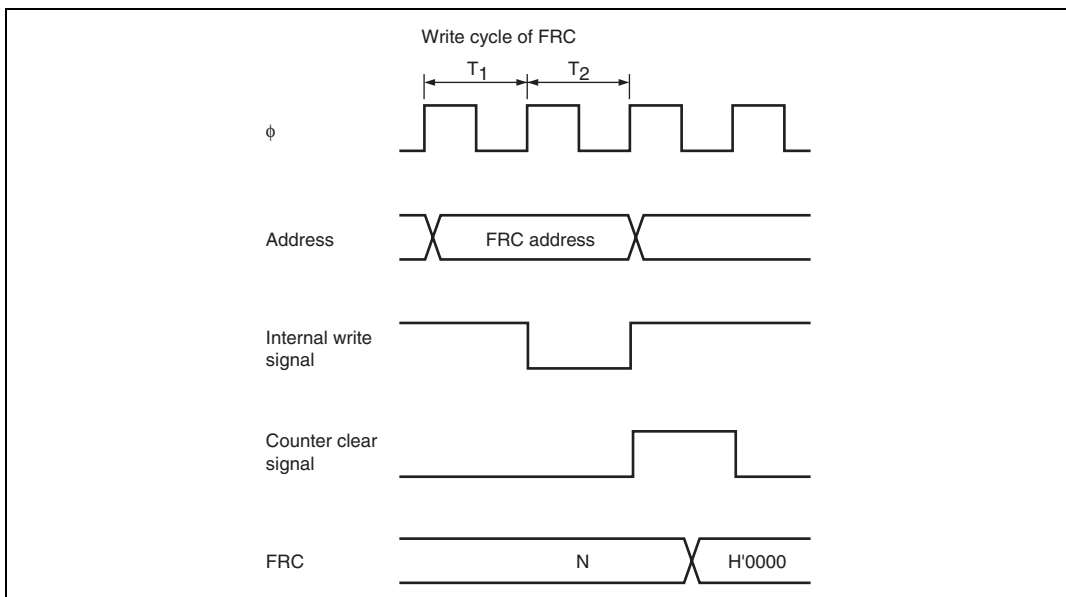 Write cycle of FRC
T1 T2
ϕ
Address
FRC address
Internal write
signal
Counter clear
signal
FRC
N
H'0000